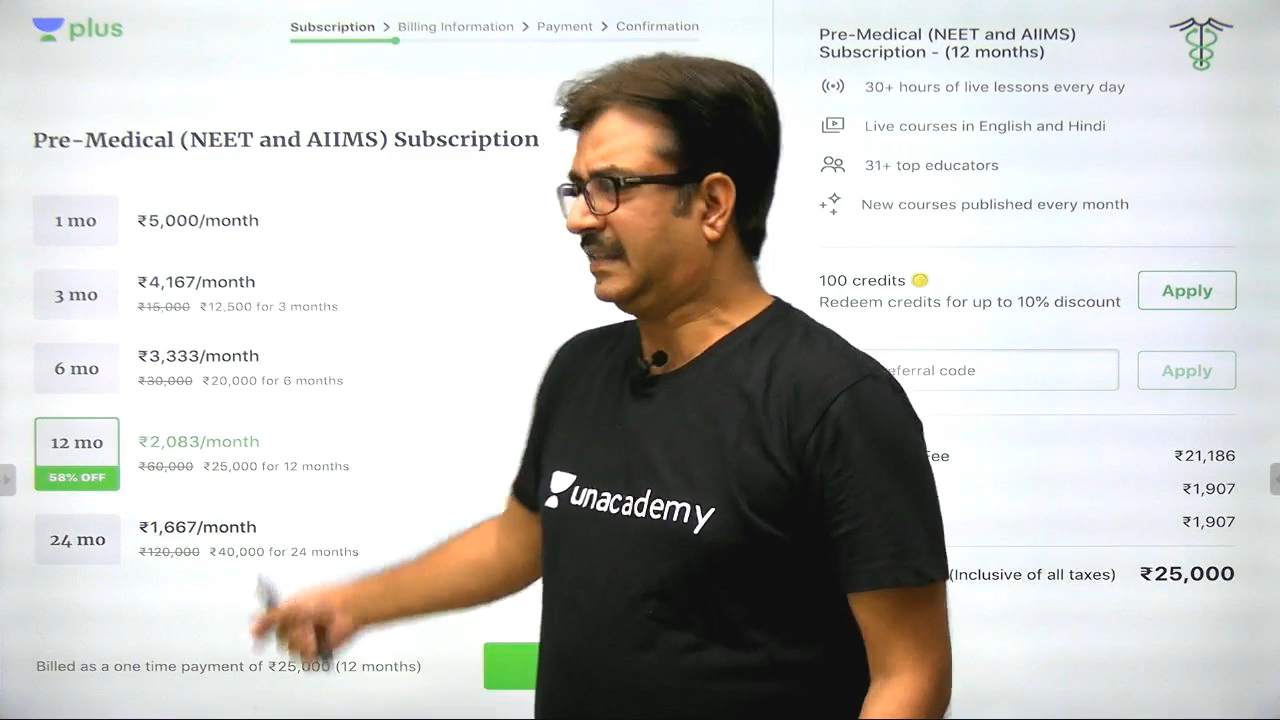 plus
Subscription > Billing Information > Payment > Confirmation
Pre-Medical (NEET and AIIMS) Subscription
1 mo ₹5,000/month
3 mo ₹4,167/month
₹15,000 ₹12,500 for 3 months
6 mo ₹3,333/month
₹30,000 ₹20,000 for 6 months
12 mo ₹2,083/month
58% OFF ₹60,000 ₹25,000 for 12 months
24 mo ₹1,667/month
₹120,000 ₹40,000 for 24 months
Billed as a one time payment of ₹25,000 (12 months)
unacademy
Pre-Medical (NEET and AIIMS)
Subscription - (12 months)
30+ hours of live lessons every day
Live courses in English and Hindi
31+ top educators
New courses published every month
100 credits
Redeem credits for up to 10% discount
Apply
eferral code
Apply
Fee ₹21,186
₹1,907
₹1,907
(Inclusive of all taxes) ₹25,000